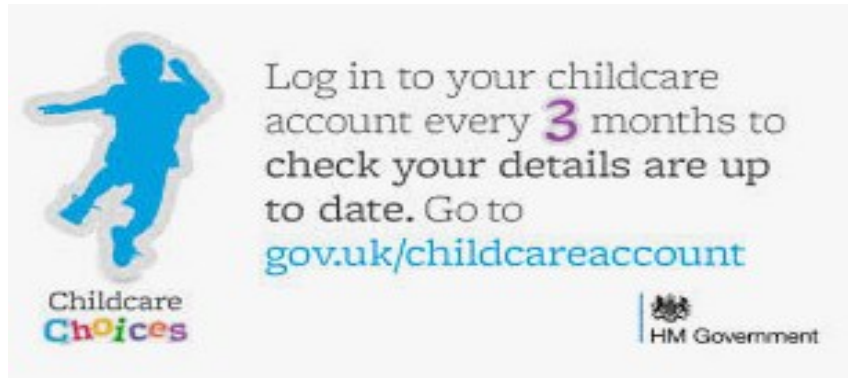 Log in to your childcare
account every 3 months to
check your details are up
to date. Go to
gov.uk/childcareaccount
Childcare
Choices
HM Government